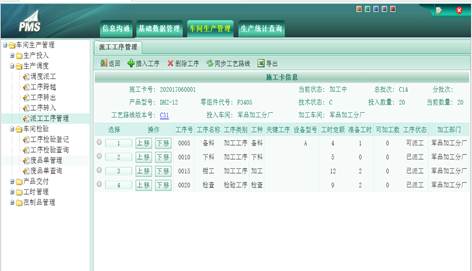 PMS
信息沟通 基础数据管理 车间生产管理 生产统计查询
车间生产管理
生产投入
生产调度
调度派工
工序跨越
工序转出
工序转入
派工工序管理
车间检验
工序检验登记
工序检验查询
废品单管理
废品单查询
产品交付
工时管理
在制品管理
派工工序管理
返回 插入工序 删除工序 同步工艺路线 导出
施工卡信息
施工卡号: 202017060001 当前状态: 加工中 总批次: C14 分批次:
产品型号: DHZ-12 零组件代号: P3405 技术状态: C 投入数量: 20 当前数量: 20
工艺路线版本号: C31 投入车间: 军品加工分厂 加工车间: 军品加工分厂
选择 操作 工序号 工序名称 工序类别 工种 关键工序 设备型号 工时定额 准备工时 可加工数 工序状态 加工部门
1 上移 下移 0005 备料 加工工序 备料 A 4 1 0 可派工 军品加工分厂
2 上移 下移 0010 下料 加工工序 下料 5 0 0 已派工 军品加工分厂
3 上移 下移 0015 钳工 加工工序 加工 12 2 0 已派工 军品加工分厂
4 上移 下移 0020 检查 检验工序 检查 9 2 0 已派工 军品加工分厂